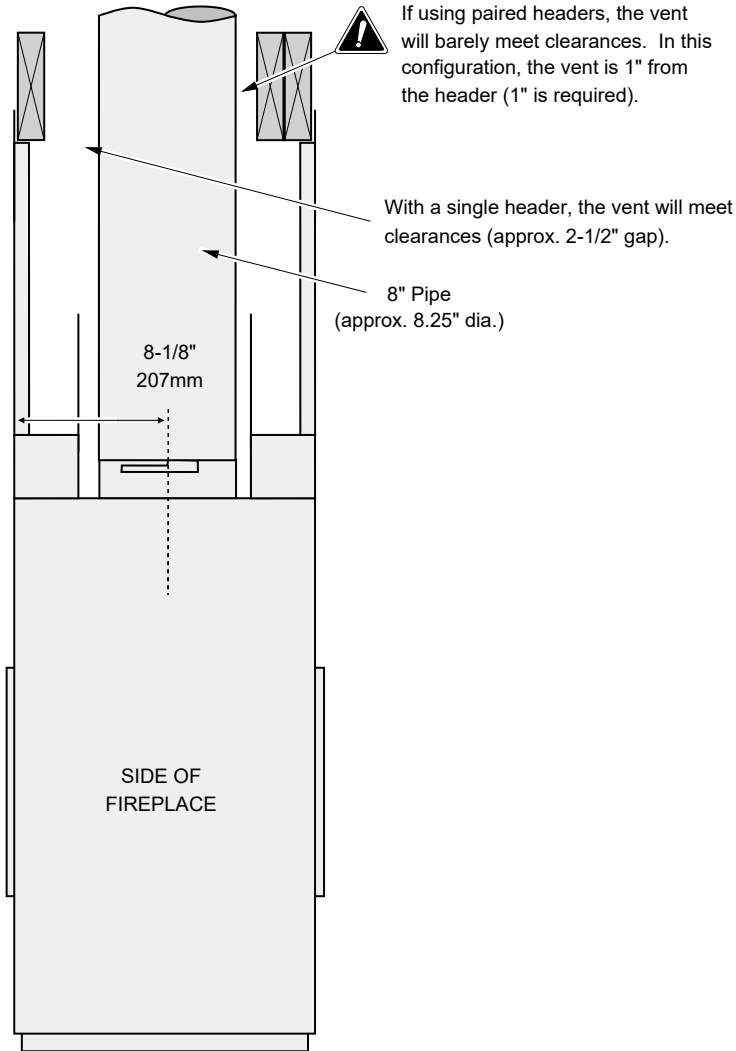 If using paired headers, the vent
will barely meet clearances.  In this
configuration, the vent is 1" from
the header (1" is required).
With a single header, the vent will meet
clearances (approx. 2-1/2" gap).
8" Pipe
(approx. 8.25" dia.)
8-1/8"
207mm
SIDE OF
FIREPLACE